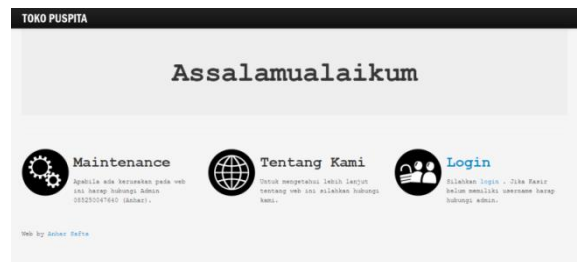 TOKO PUSPITA
Assalamualaikum
Maintenance
Apabila ada kerusakan pada web
ini harap hubungi Admin
085250047640 (Anhar).
Tentang Kami
Untuk mengetahui lebih lanjut
tentang web ini silahkan hubungi
kami.
Login
Silahkan login . Jika Kasir
belum memiliki username harap
hubungi admin.
Web by Anhar